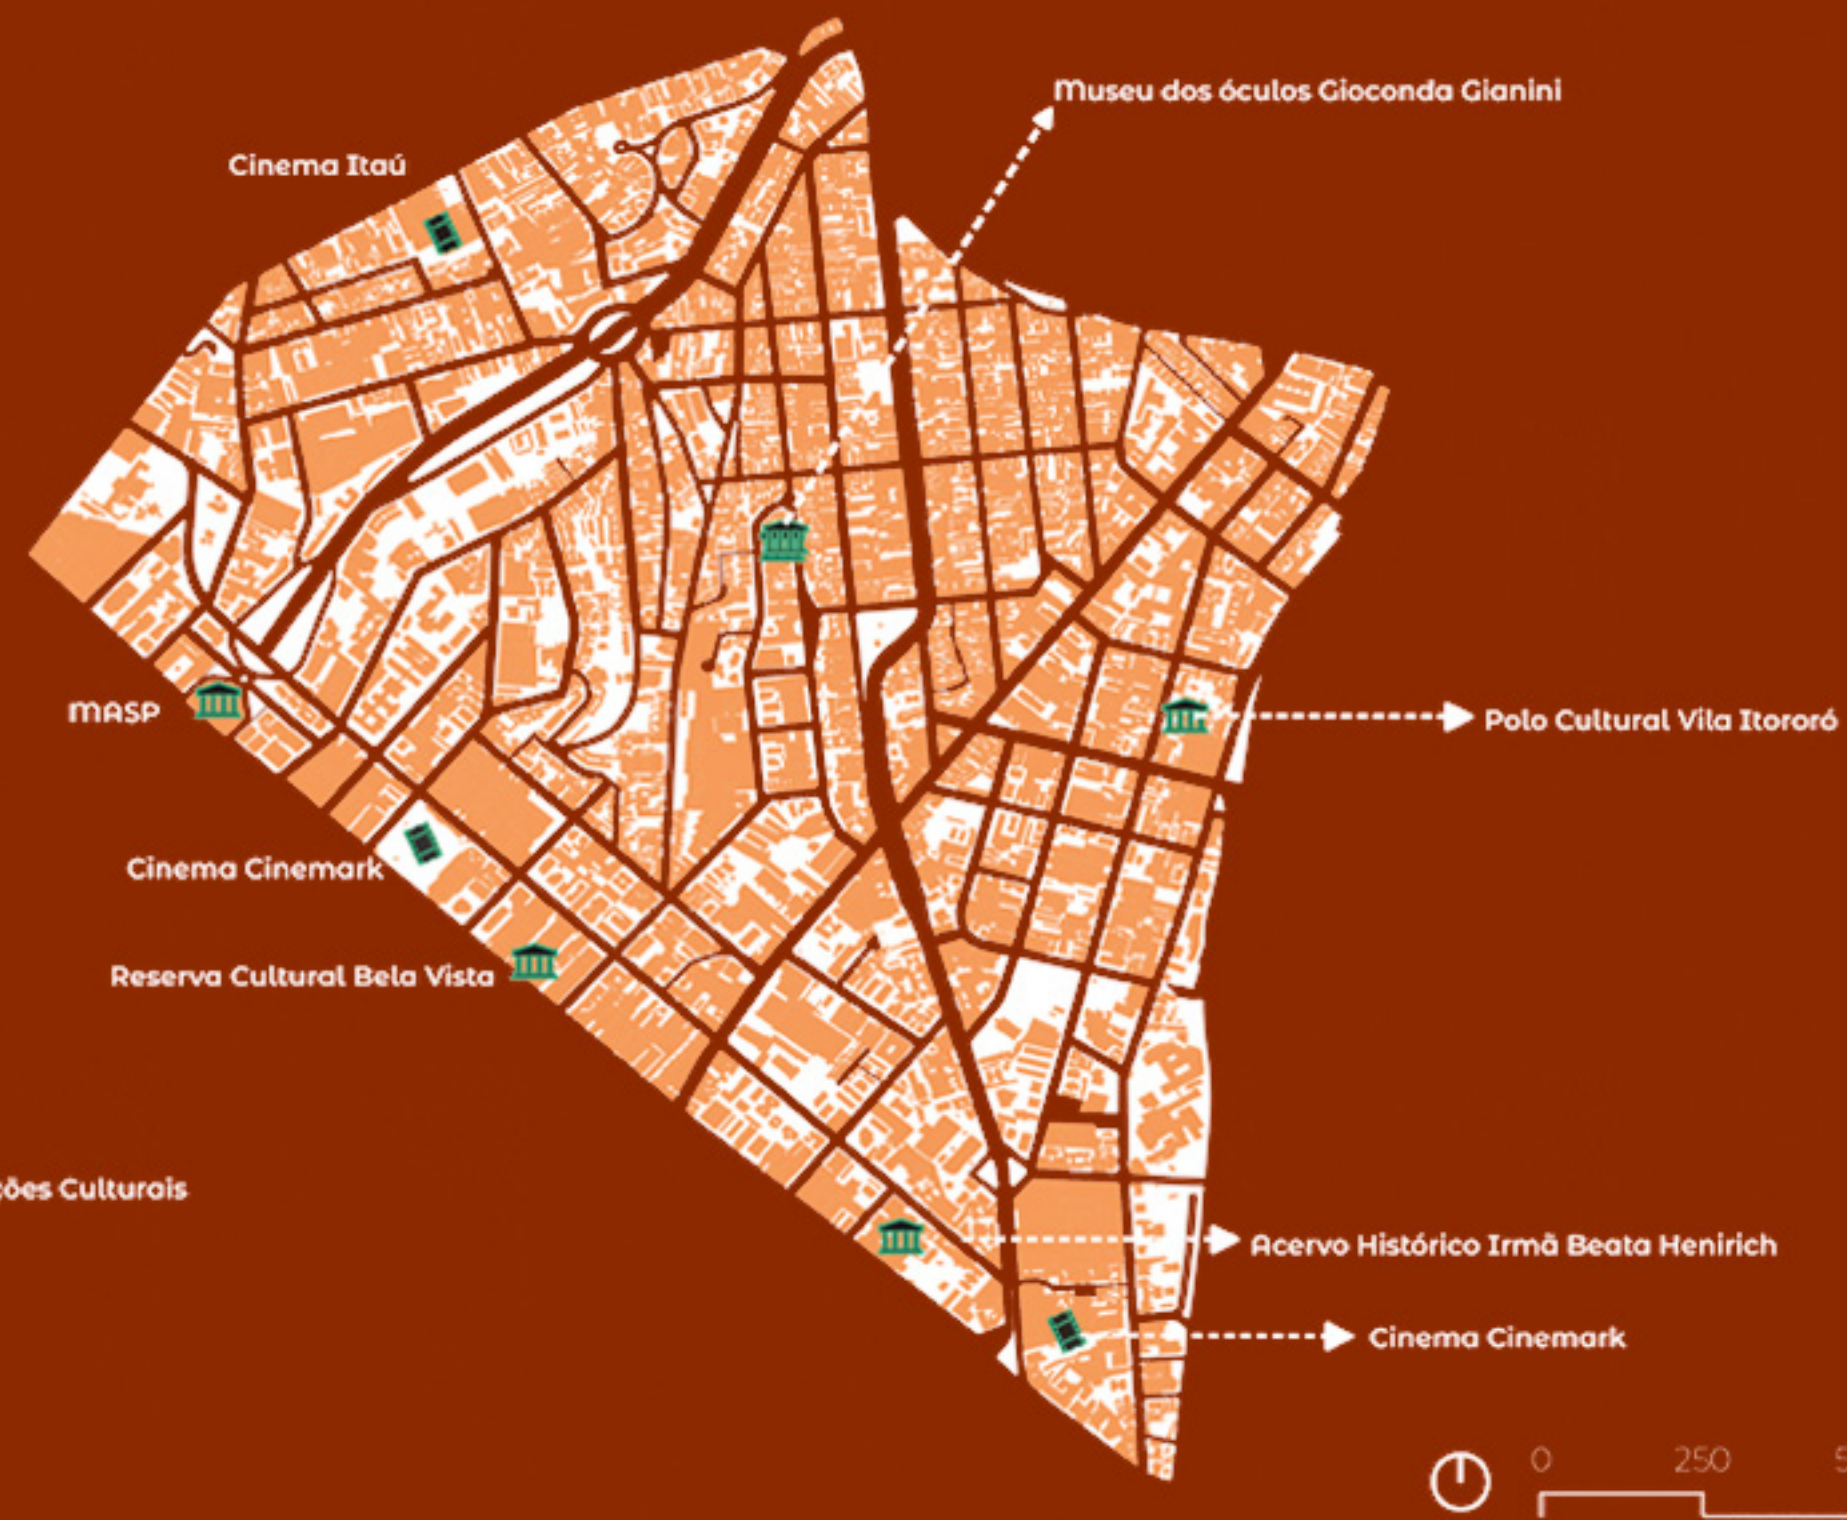 Museu dos óculos Gioconda Gianini
Cinema Itaú
MASP
Polo Cultural Vila Itororó
Cinema Cinemark
Reserva Cultural Bela Vista
ções Culturais
Acervo Histórico Irmã Beata Henirich
Cinema Cinemark
0 250 5